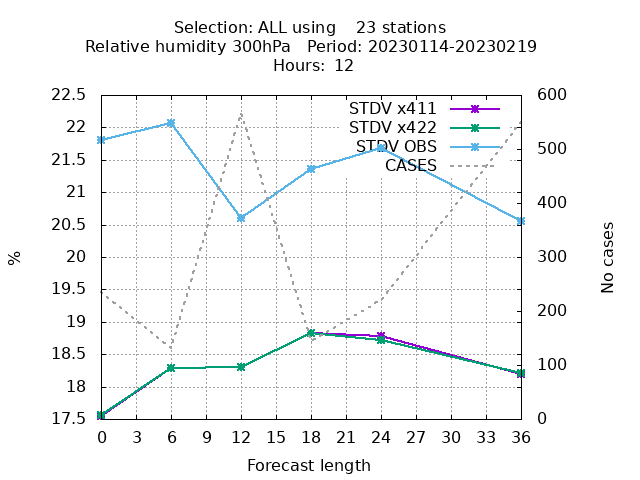 Selection: ALL using    23 stations
Relative humidity 300hPa   Period: 20230114-20230219
Hours:  12
22.5
22
21.5
21
20.5
20
19.5
19
18.5
18
17.5
%
STDV x411
STDV x422
STDV OBS
CASES
600
500
400
300
200
100
0
No cases
0 3 6 9 12 15 18 21 24 27 30 33 36
Forecast length